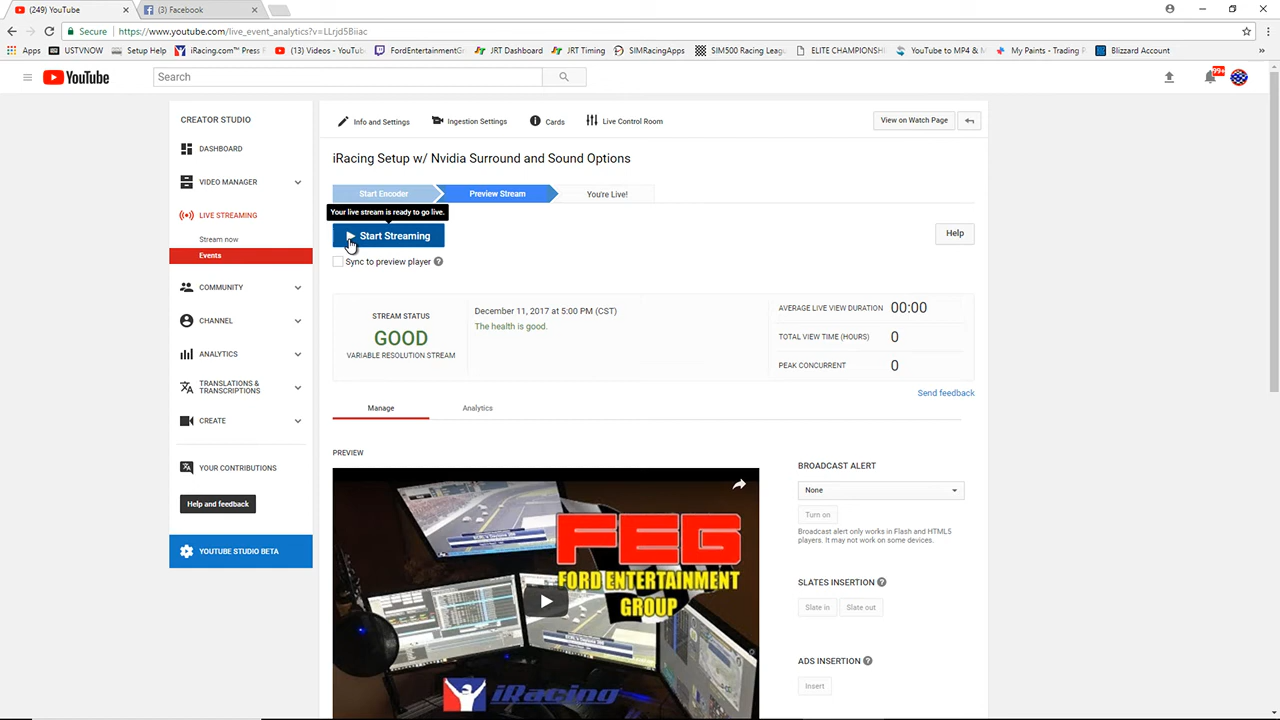 (249) YouTube
(3) Facebook
Secure
https://www.youtube.com/live_event_analytics?v=LLrjd5Biiac
Apps
USTVNOW
Setup Help
iRacing.com™ Press
(13) Videos - YouTub
FordEntertainmentG
JRT Dashboard
JRT Timing
SIMRacingApps
SIM500 Racing Leag
ELITE CHAMPIONSH
YouTube to MP4 & M
My Paints - Trading P
Blizzard Account
YouTube
Search
99+
CREATOR STUDIO
DASHBOARD
VIDEO MANAGER
LIVE STREAMING
Stream now
Events
COMMUNITY
CHANNEL
ANALYTICS
TRANSLATIONS &
TRANSCRIPTIONS
CREATE
YOUR CONTRIBUTIONS
Help and feedback
YOUTUBE STUDIO BETA
Info and Settings
Ingestion Settings
Cards
Live Control Room
View on Watch Page
iRacing Setup w/ Nvidia Surround and Sound Options
Start Encoder
Preview Stream
You're Live!
Your live stream is ready to go live.
Start Streaming
Help
Sync to preview player
STREAM STATUS
GOOD
VARIABLE RESOLUTION STREAM
December 11, 2017 at 5:00 PM (CST)
The health is good.
AVERAGE LIVE VIEW DURATION 00:00
TOTAL VIEW TIME (HOURS) 0
PEAK CONCURRENT 0
Send feedback
Manage
Analytics
PREVIEW
FEG
FORD ENTERTAINMENT
GROUP
iRacing
BROADCAST ALERT
None
Turn on
Broadcast alert only works in Flash and HTML5
players. It may not work on some devices.
SLATES INSERTION
Slate in
Slate out
ADS INSERTION
Insert